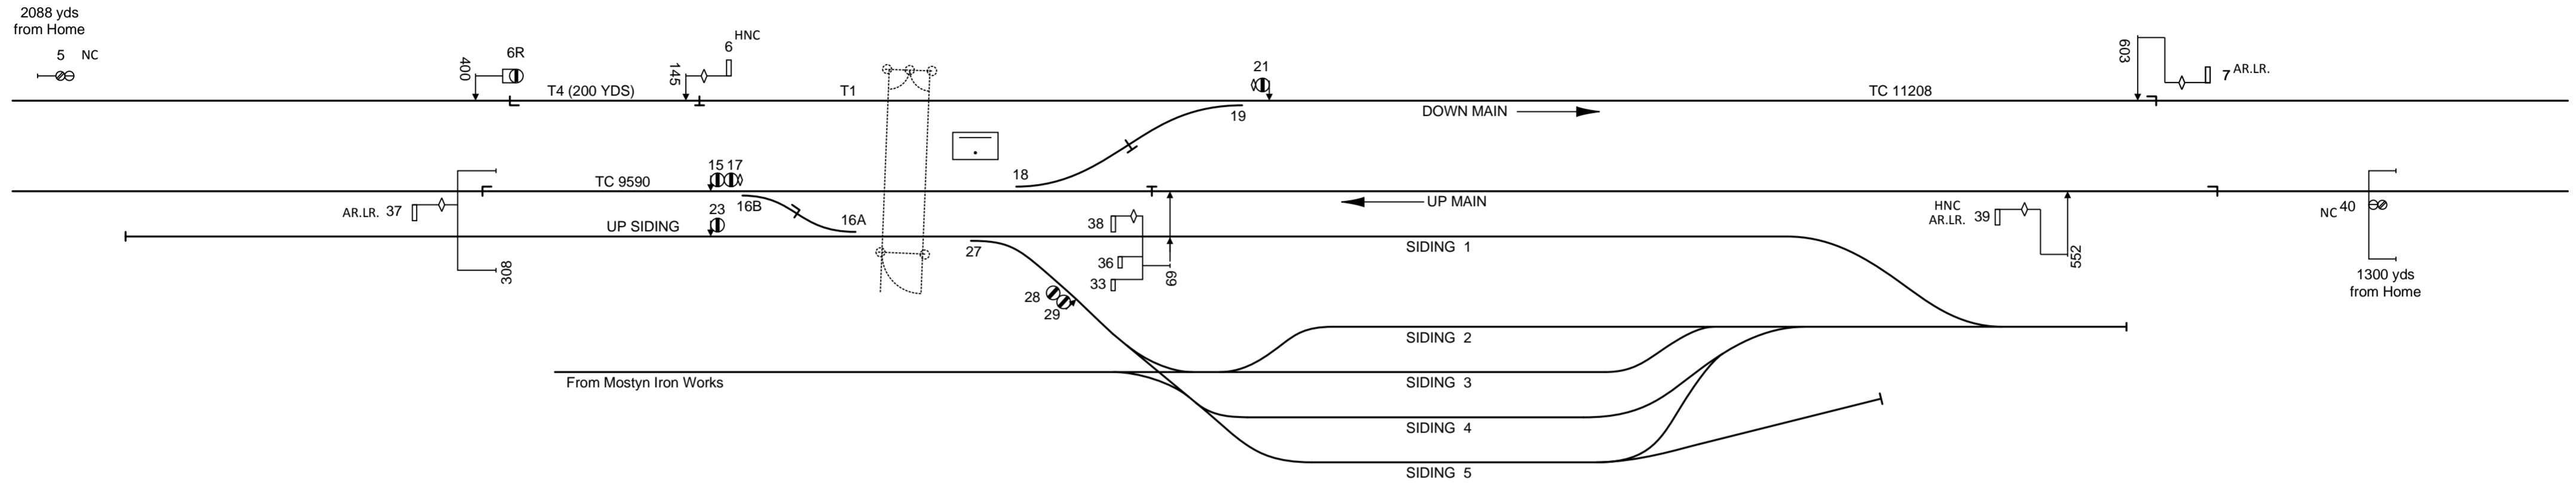 2088 yds
from Home
5 NC
400
6R
145
6
HNC
21
603
7 AR.LR.
T4 (200 YDS)
T1
19
DOWN MAIN
TC 11208
TC 9590
15 17
18
UP MAIN
AR.LR. 37
16B
23
16A
UP SIDING
308
27
38
36
33
69
SIDING 1
HNC
AR.LR. 39
552
NC 40
1300 yds
from Home
28
29
SIDING 2
From Mostyn Iron Works
SIDING 3
SIDING 4
SIDING 5